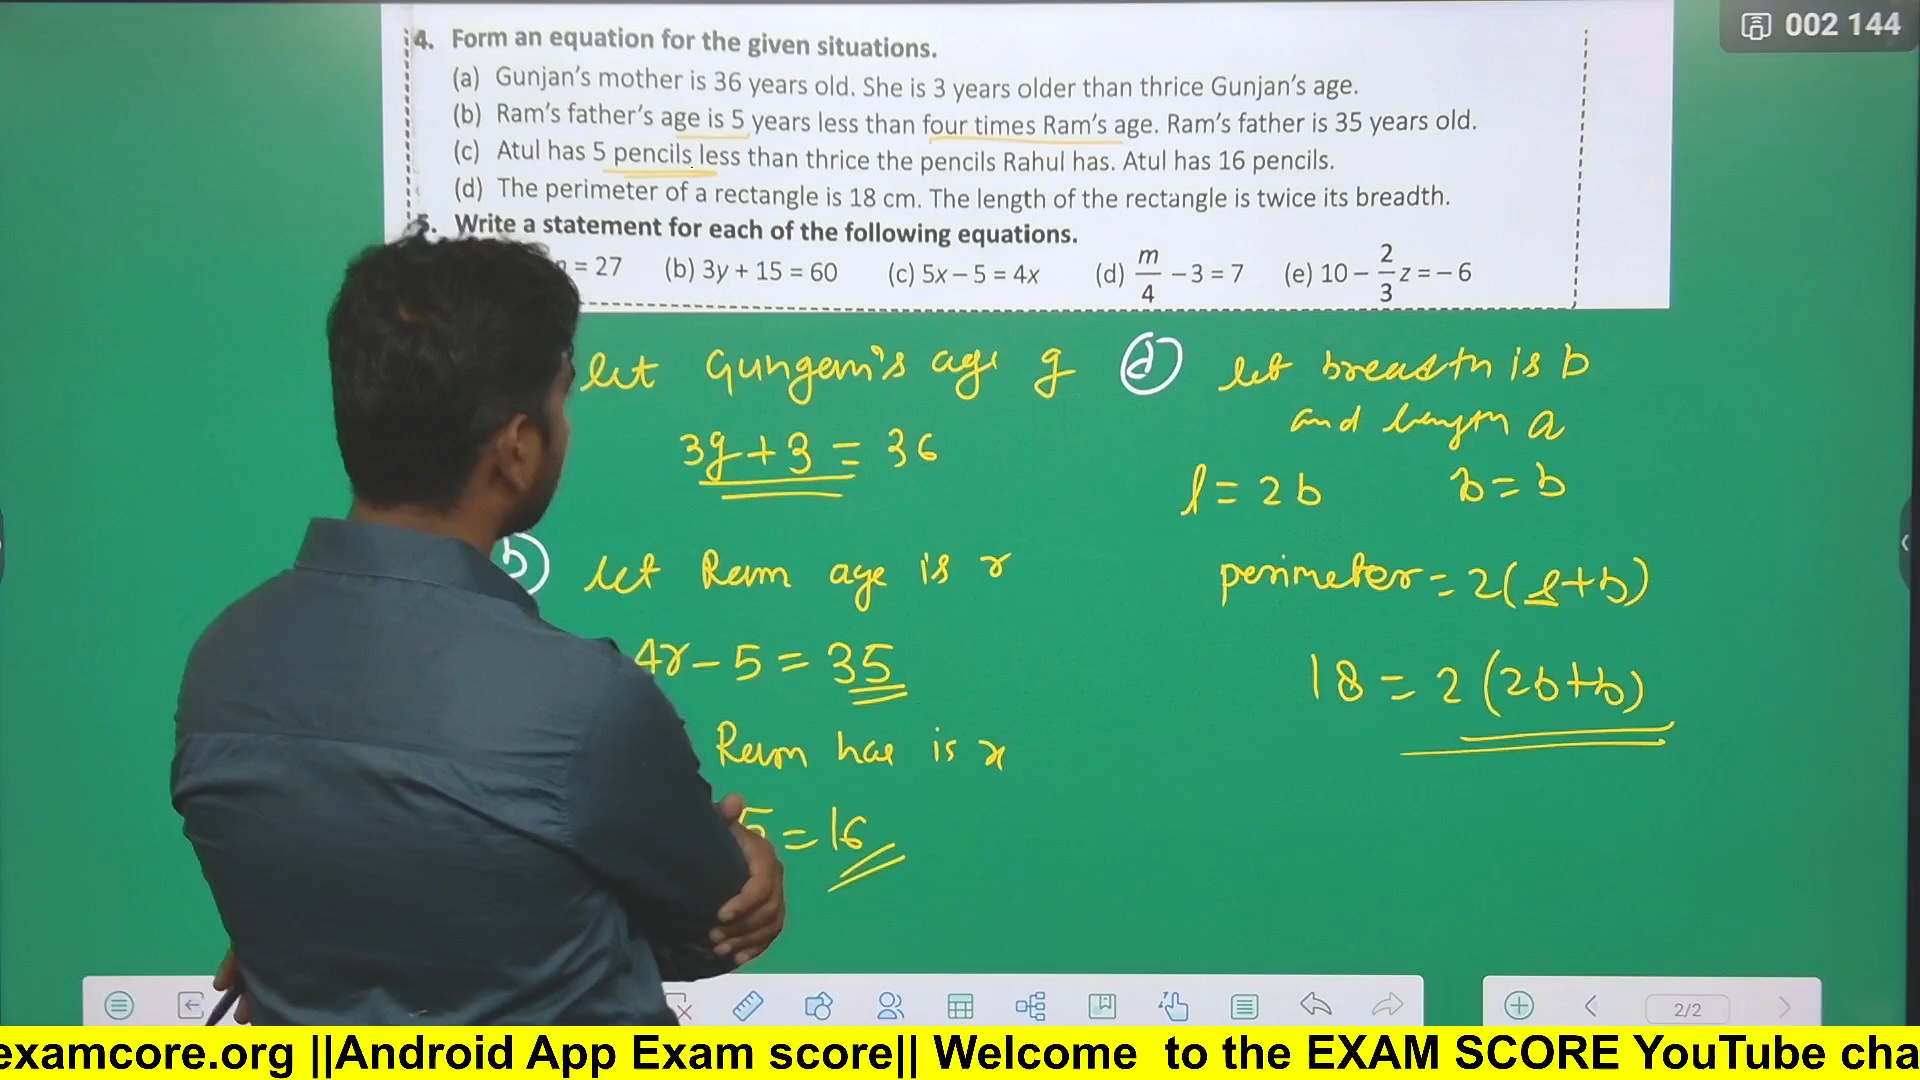 002 144
4. Form an equation for the given situations.
(a) Gunjan's mother is 36 years old. She is 3 years older than thrice Gunjan's age.
(b) Ram's father's age is 5 years less than four times Ram's age. Ram's father is 35 years old.
(c) Atul has 5 pencils less than thrice the pencils Rahul has. Atul has 16 pencils.
(d) The perimeter of a rectangle is 18 cm. The length of the rectangle is twice its breadth.
5. Write a statement for each of the following equations.
= 27 (b) 3y + 15 = 60 (c) 5x – 5 = 4x (d) m/4 – 3 = 7 (e) 10 – 2/3 z = – 6
let Gungem's age g
3g + 3 = 36
b let Ram age is r
4r – 5 = 35
Ram has is x
5 = 16
d let breadth is b
and length a
l = 2b b = b
perimeter = 2(l+b)
18 = 2(2b+b)
2/2
examcore.org ||Android App Exam score|| Welcome to the EXAM SCORE YouTube cha